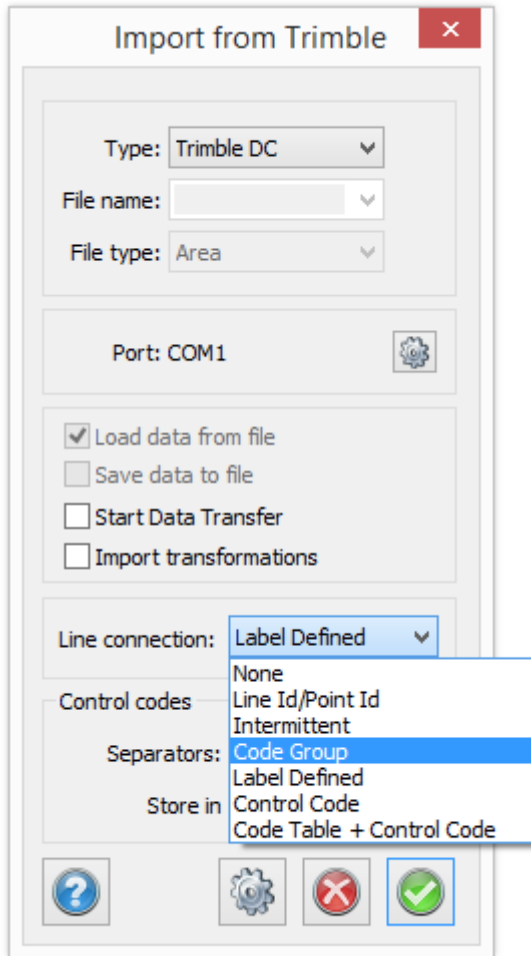 Import from Trimble
Type: Trimble DC
File name:
File type: Area
Port: COM1
Load data from file
Save data to file
Start Data Transfer
Import transformations
Line connection: Label Defined
None
Line Id/Point Id
Control codes
Intermittent
Separators: Code Group
Label Defined
Store in Control Code
Code Table + Control Code